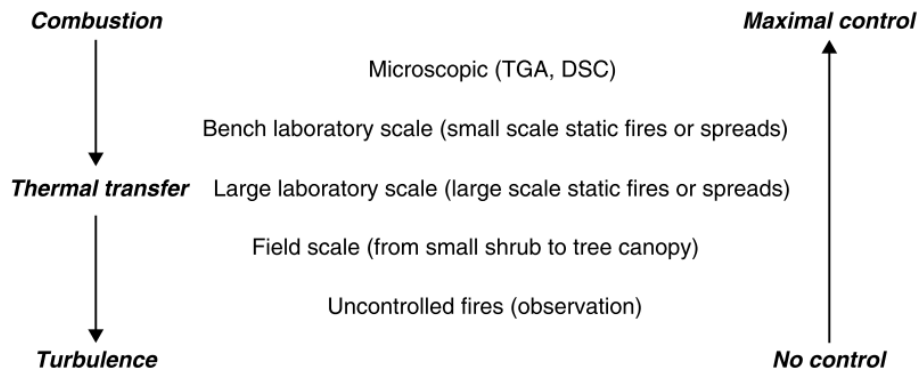 Combustion
Maximal control
Microscopic (TGA, DSC)
Bench laboratory scale (small scale static fires or spreads)
Thermal transfer
Large laboratory scale (large scale static fires or spreads)
Field scale (from small shrub to tree canopy)
Uncontrolled fires (observation)
Turbulence
No control